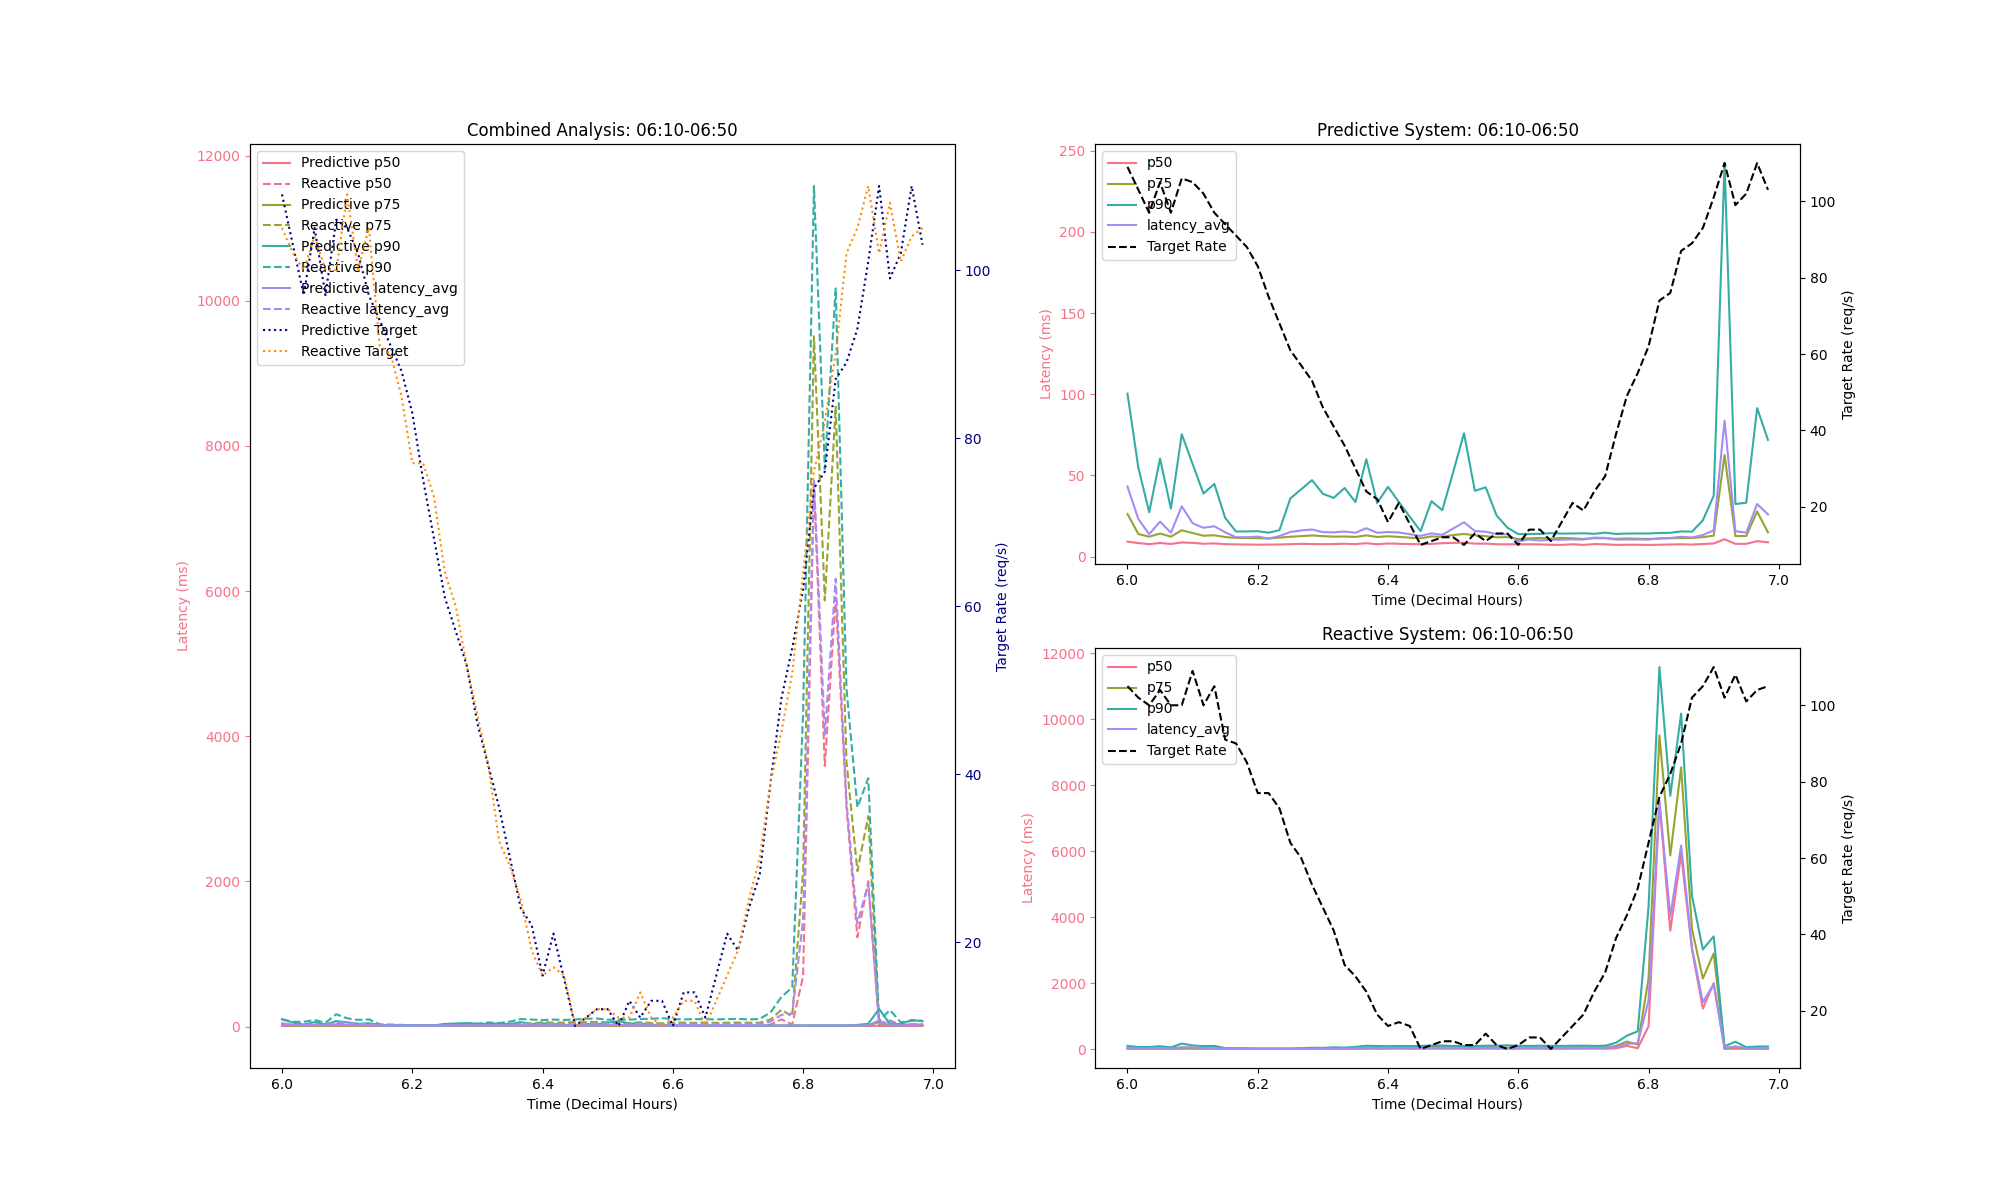 Combined Analysis: 06:10-06:50
12000
10000
8000
6000
4000
2000
0
Latency (ms)
Predictive p50
Reactive p50
Predictive p75
Reactive p75
Predictive p90
Reactive p90
Predictive latency_avg
Reactive latency_avg
Predictive Target
Reactive Target
100
80
60
40
20
Target Rate (req/s)
6.0 6.2 6.4 6.6 6.8 7.0
Time (Decimal Hours)
Predictive System: 06:10-06:50
250
200
150
100
50
0
Latency (ms)
p50
p75
p90
latency_avg
Target Rate
100
80
60
40
20
Target Rate (req/s)
6.0 6.2 6.4 6.6 6.8 7.0
Time (Decimal Hours)
Reactive System: 06:10-06:50
12000
10000
8000
6000
4000
2000
0
Latency (ms)
p50
p75
p90
latency_avg
Target Rate
100
80
60
40
20
Target Rate (req/s)
6.0 6.2 6.4 6.6 6.8 7.0
Time (Decimal Hours)